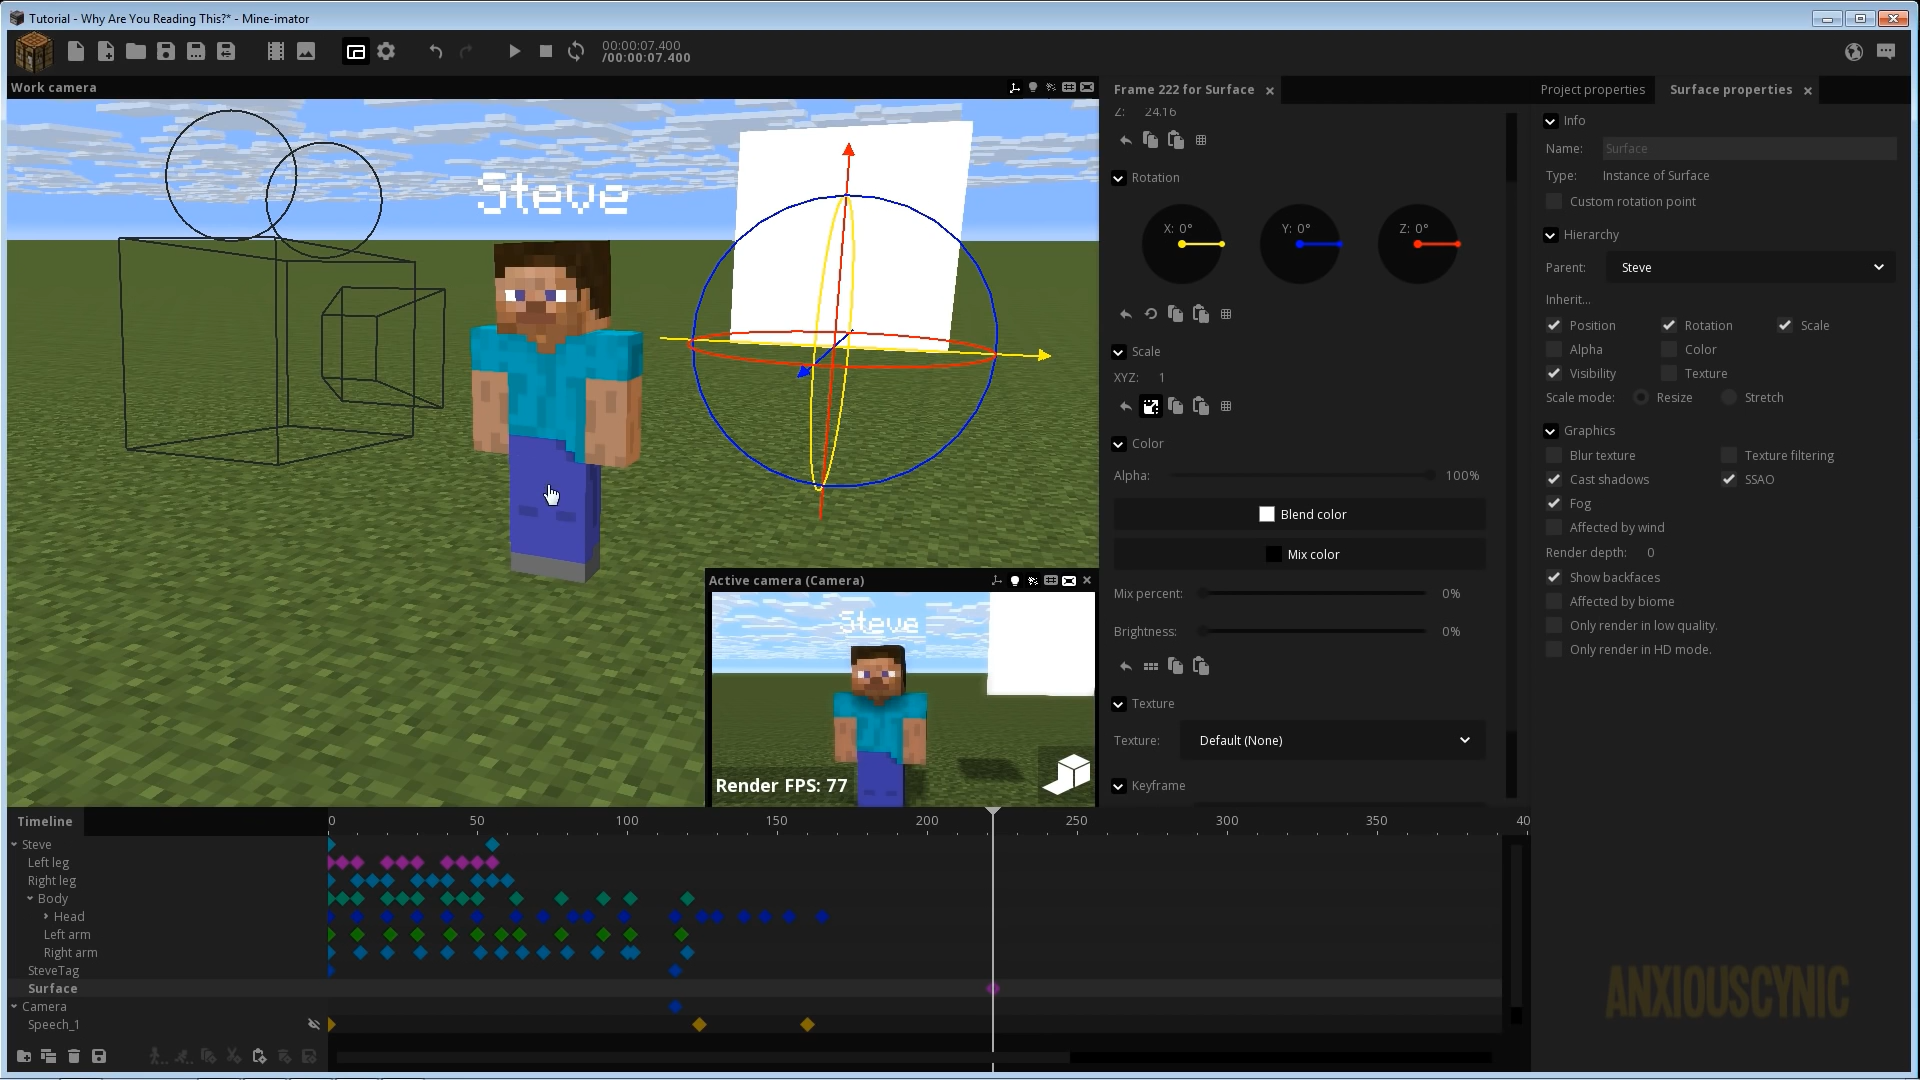 Tutorial - Why Are You Reading This?* - Mine-imator
00:00:07.400
/00:00:07.400
Work camera
Steve
Frame 222 for Surface
Z: 24.16
Rotation
X: 0°
Y: 0°
Z: 0°
Scale
XYZ: 1
Color
Alpha: 100%
Blend color
Mix color
Mix percent: 0%
Brightness: 0%
Texture
Texture: Default (None)
Keyframe
Project properties
Surface properties
Info
Name: Surface
Type: Instance of Surface
Custom rotation point
Hierarchy
Parent: Steve
Inherit...
Position Rotation Scale
Alpha Color
Visibility Texture
Scale mode: Resize Stretch
Graphics
Blur texture Texture filtering
Cast shadows SSAO
Fog
Affected by wind
Render depth: 0
Show backfaces
Affected by biome
Only render in low quality.
Only render in HD mode.
Active camera (Camera)
Steve
Render FPS: 77
Timeline
0 50 100 150 200 250 300 350 40
Steve
Left leg
Right leg
Body
Head
Left arm
Right arm
SteveTag
Surface
Camera
Speech_1
ANXIOUSCYNIC